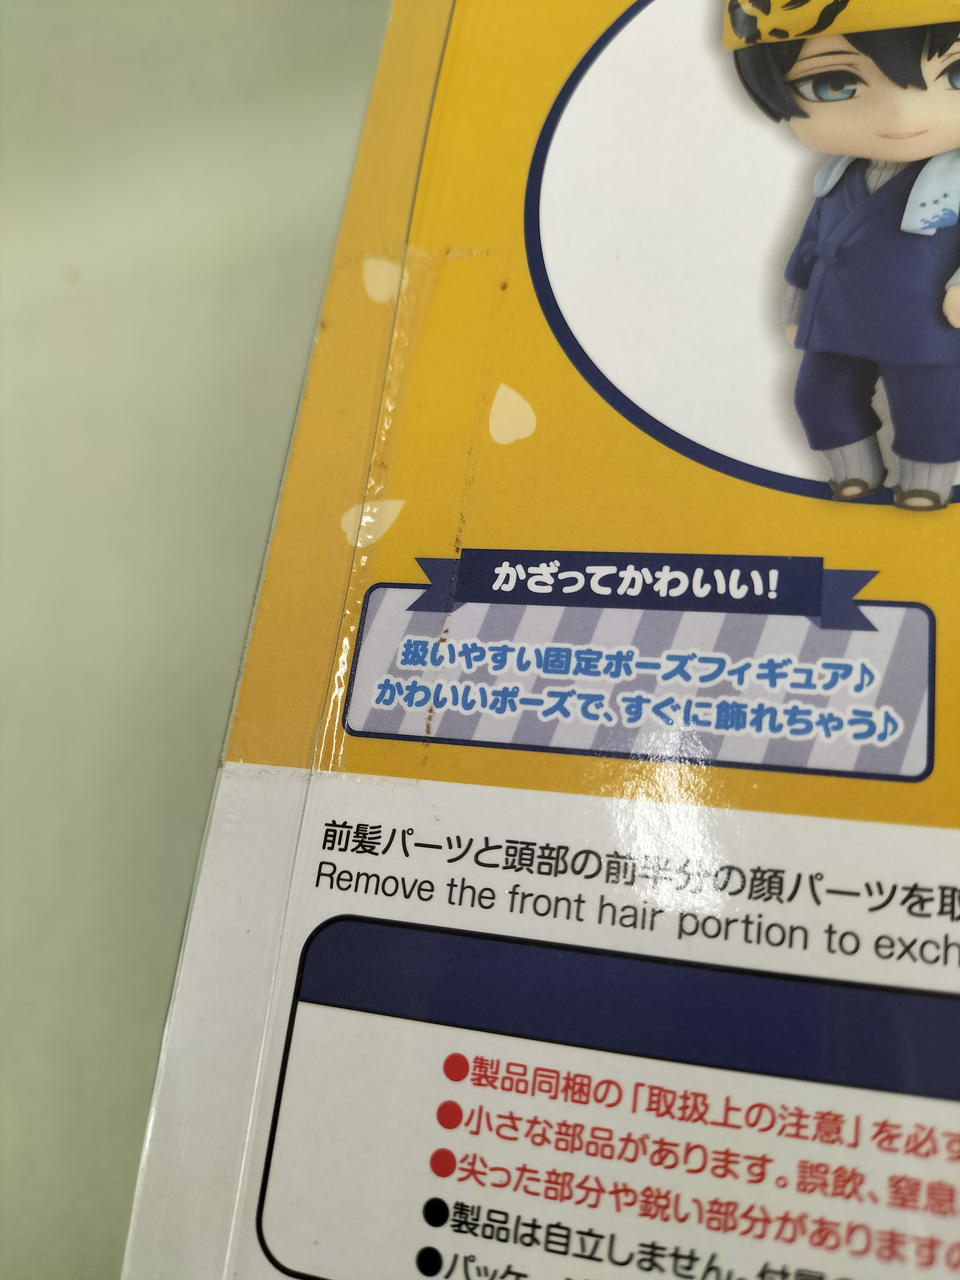 かざってかわいい!
扱いやすい固定ポーズフィギュア♪
かわいいポーズで、すぐに飾れちゃう♪
前髪パーツと頭部の前半分の顔パーツを取
Remove the front hair portion to exch
●製品同梱の「取扱上の注意」を必ず
●小さな部品があります。誤飲、窒息
●尖った部分や鋭い部分がありますの
●製品は自立しません。付属
●パッケ